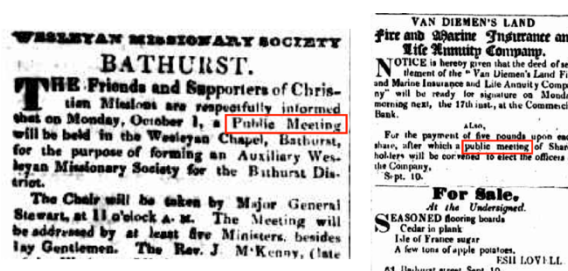 WESLEYAN MISSIONARY SOCIETY
BATHURST.
THE Friends and Supporters of Chris-
tian Missions are respectfully informed
that on Monday, October 1, a Public Meeting
will be held in the Wesleyan Chapel, Bathurst,
for the purpose of forming an Auxiliary Wes-
leyan Missionary Society for the Bathurst Dis-
trict.
The Chair will be taken by Major General
Stewart, at 11 o'clock A. M. The Meeting will
be addressed by at least five Ministers, besides
lay Gentlemen. The Rev. J M'Kenny, (late
VAN DIEMEN'S LAND
Fire and Marine Insurance an
Life Annuity Company.
NOTICE is hereby given that the deed of se
tlement of the "Van Diemen's Land Fi
and Marine Insurance and Life Annuity Comp
ny" will be ready for signature on Monda
morning next, the 17th inst., at the Commerci
Bank.
ALSO,
For the payment of five pounds upon eac
share, after which a public meeting of Shar
holders will be convened to elect the officers
the Company,
Sept. 10.
For Sale,
At the Undersigned.
SEASONED flooring boards
Cedar in plank
Isle of France sugar
A few tons of apple potatoes.
ESH LOVELL
61 street Sept. 10